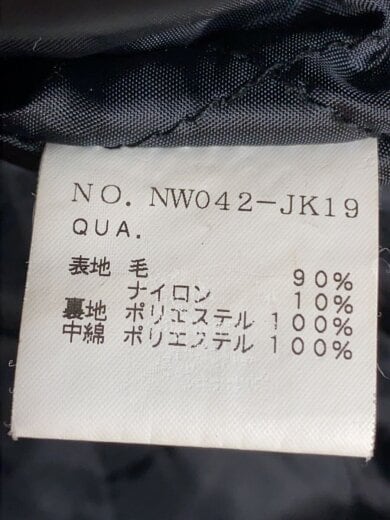 NO. NW042-JK19
QUA.
表地 毛 90%
ナイロン 10%
裏地 ポリエステル 100%
中綿 ポリエステル 100%